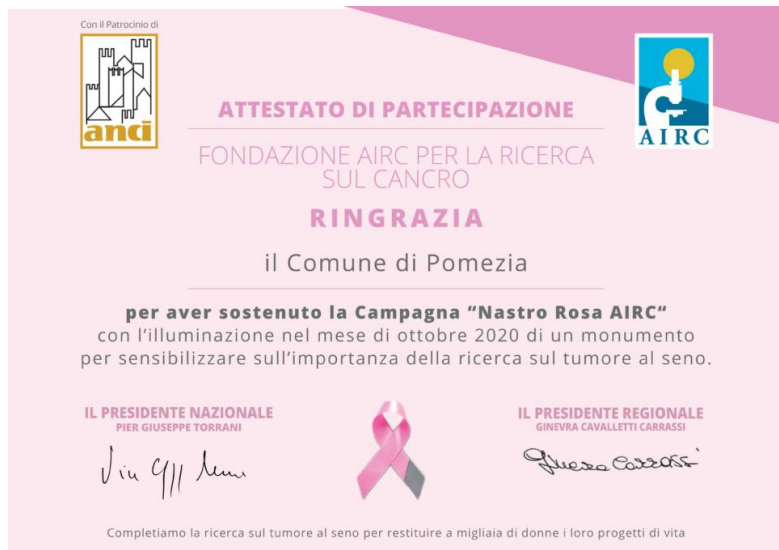 Con il Patrocinio di
anci
AIRC
ATTESTATO DI PARTECIPAZIONE
FONDAZIONE AIRC PER LA RICERCA
SUL CANCRO
RINGRAZIA
il Comune di Pomezia
per aver sostenuto la Campagna “Nastro Rosa AIRC“
con l’illuminazione nel mese di ottobre 2020 di un monumento
per sensibilizzare sull’importanza della ricerca sul tumore al seno.
IL PRESIDENTE NAZIONALE
PIER GIUSEPPE TORRANI
IL PRESIDENTE REGIONALE
GINEVRA CAVALLETTI CARRASSI
Ginevra Carrassi
Completiamo la ricerca sul tumore al seno per restituire a migliaia di donne i loro progetti di vita